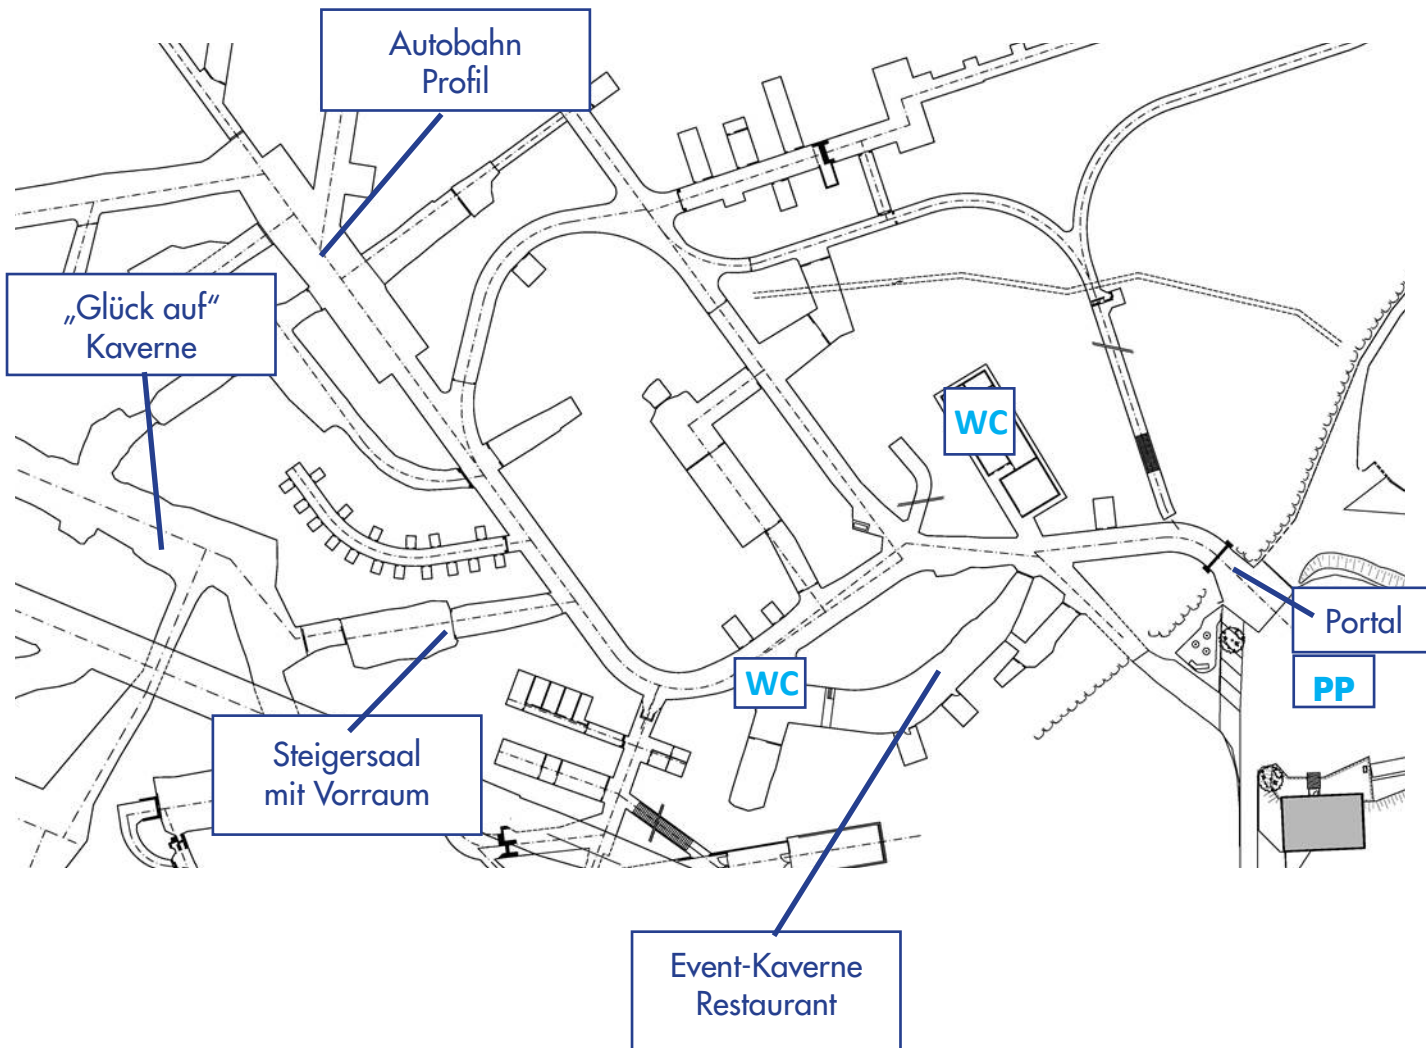 Autobahn
Profil
„Glück auf“
Kaverne
WC
Portal
WC
PP
Steigersaal
mit Vorraum
Event-Kaverne
Restaurant